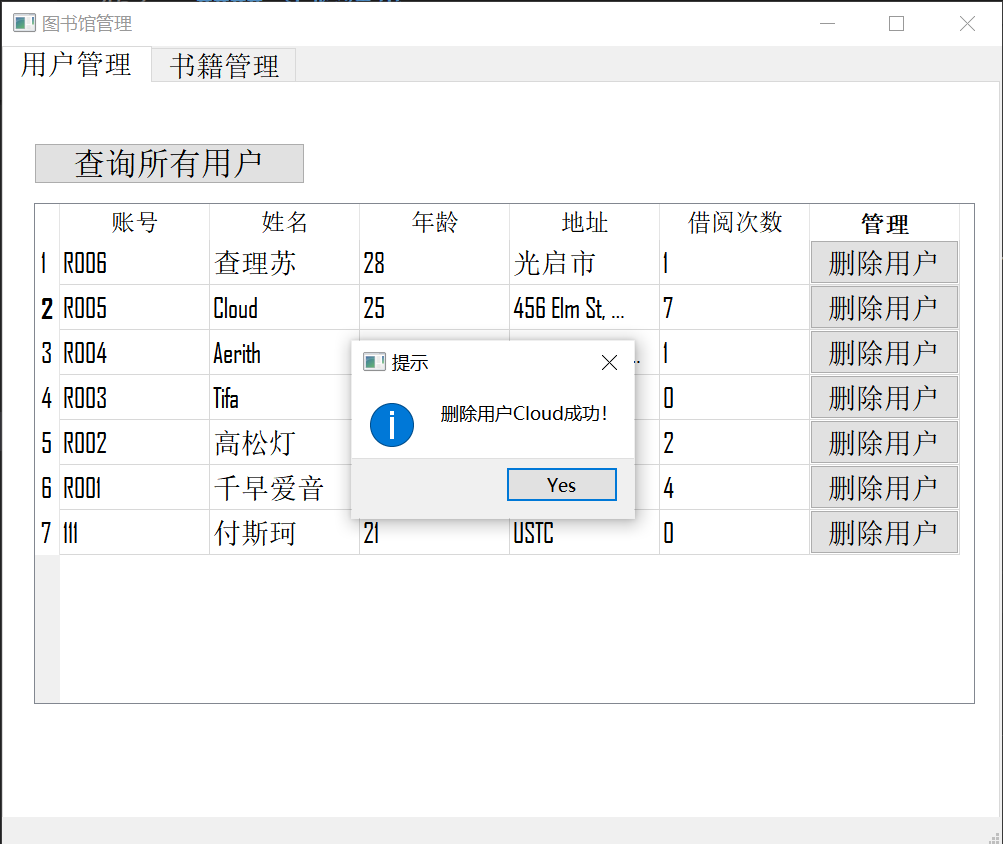 图书馆管理
用户管理 书籍管理
查询所有用户
账号 姓名 年龄 地址 借阅次数 管理
1 R006 查理苏 28 光启市 1 删除用户
2 R005 Cloud 25 456 Elm St, ... 7 删除用户
3 R004 Aerith 1 删除用户
4 R003 Tifa 0 删除用户
5 R002 高松灯 2 删除用户
6 R001 千早爱音 4 删除用户
7 111 付斯珂 21 USTC 0 删除用户
提示
删除用户Cloud成功!
Yes